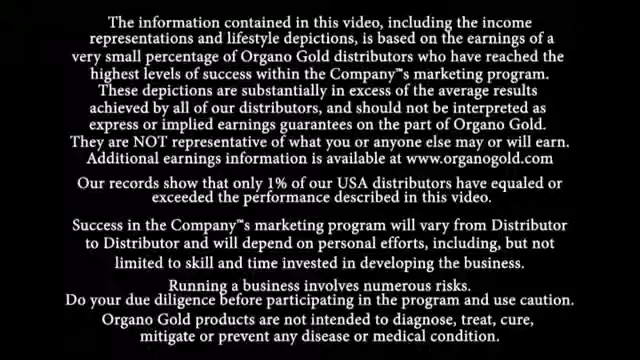 The information contained in this video, including the income
representations and lifestyle depictions, is based on the earnings of a
very small percentage of Organo Gold distributors who have reached the
highest levels of success within the Company™s marketing program.
These depictions are substantially in excess of the average results
achieved by all of our distributors, and should not be interpreted as
express or implied earnings guarantees on the part of Organo Gold.
They are NOT representative of what you or anyone else may or will earn.
Additional earnings information is available at www.organogold.com
Our records show that only 1% of our USA distributors have equaled or
exceeded the performance described in this video.
Success in the Company™s marketing program will vary from Distributor
to Distributor and will depend on personal efforts, including, but not
limited to skill and time invested in developing the business.
Running a business involves numerous risks.
Do your due diligence before participating in the program and use caution.
Organo Gold products are not intended to diagnose, treat, cure,
mitigate or prevent any disease or medical condition.